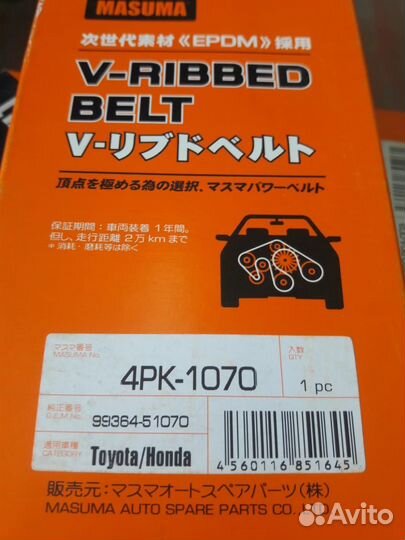 MASUMA
次世代素材《EPDM》採用
V-RIBBED
BELT
V-リブドベルト
頂点を極める為の選択、マスマパワーベルト
保証期間：車両装着1年間。
但し、走行距離2万kmまで
*消耗・磨耗等は除く
マスマ番号
MASUMA No.
4PK-1070
入数
QTY
1 pc
純正番号
O.E.M.No.
99364-51070
適用車種
CATEGORY
Toyota/Honda
4 560116 851645
販売元：マスマオートスペアパーツ（株）
MASUMA AUTO SPARE PARTS CO., LTD
Avito